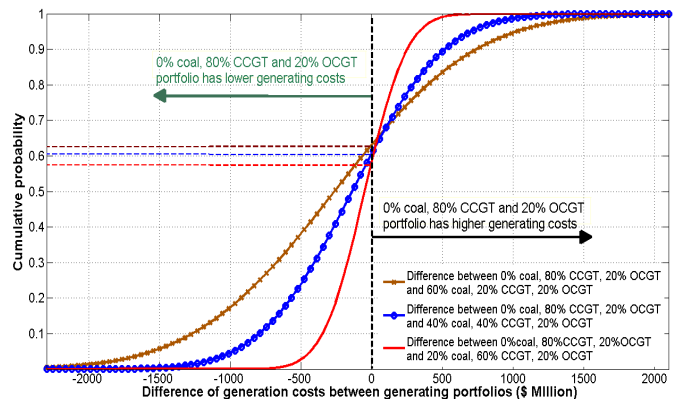 1
0.9
0.8
0.7
0.6
0.5
0.4
0.3
0.2
0.1
Cumulative probability
0% coal, 80% CCGT and 20% OCGT
portfolio has lower generating costs
0% coal, 80% CCGT and 20% OCGT
portfolio has higher generating costs
Difference between 0% coal, 80% CCGT, 20% OCGT
and 60% coal, 20% CCGT, 20% OCGT
Difference between 0% coal, 80% CCGT, 20% OCGT
and 40% coal, 40% CCGT, 20% OCGT
Difference between 0%coal, 80%CCGT, 20%OCGT
and 20% coal, 60% CCGT, 20% OCGT
-2000 -1500 -1000 -500 0 500 1000 1500 2000
Difference of generation costs between generating portfolios ($ MIllion)